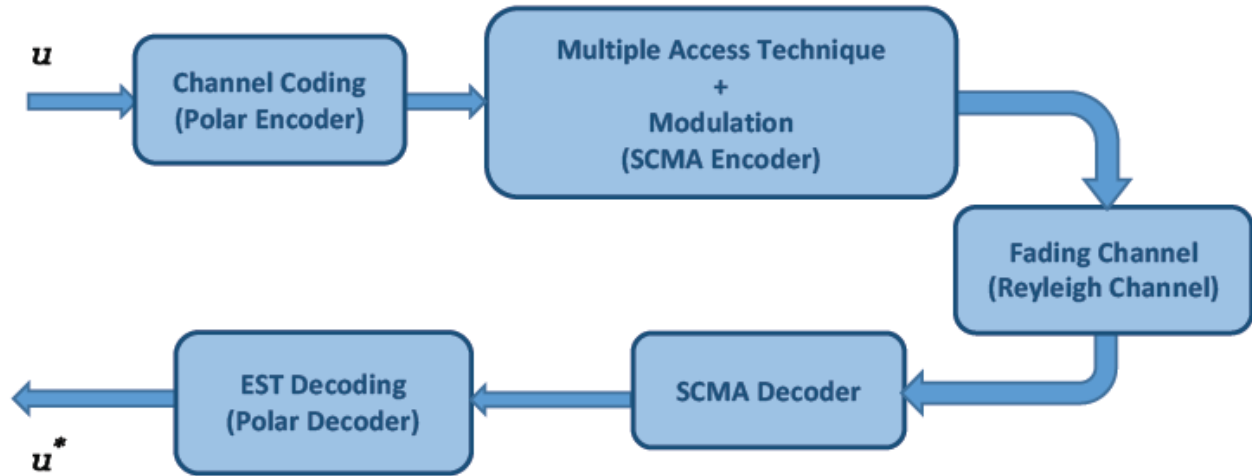 u
Channel Coding
(Polar Encoder)
Multiple Access Technique
+
Modulation
(SCMA Encoder)
Fading Channel
(Reyleigh Channel)
SCMA Decoder
EST Decoding
(Polar Decoder)
u*